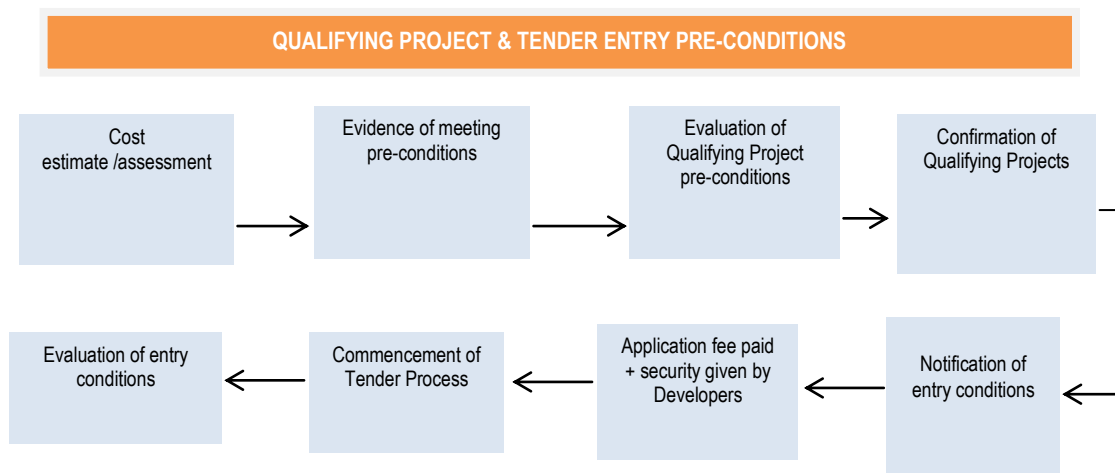 QUALIFYING PROJECT & TENDER ENTRY PRE-CONDITIONS
Cost
estimate /assessment
Evidence of meeting
pre-conditions
Evaluation of
Qualifying Project
pre-conditions
Confirmation of
Qualifying Projects
Notification of
entry conditions
Application fee paid
+ security given by
Developers
Commencement of
Tender Process
Evaluation of entry
conditions